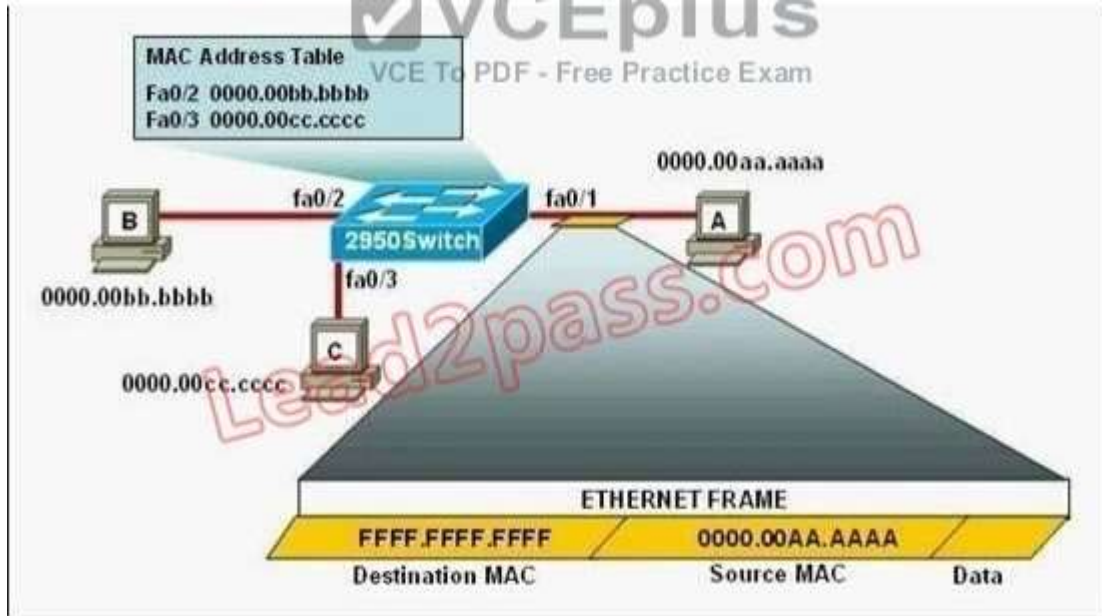 VCEplus
VCE To PDF - Free Practice Exam
MAC Address Table
Fa0/2 0000.00bb.bbbb
Fa0/3 0000.00cc.cccc
0000.00aa.aaaa
fa0/2
fa0/1
B
A
2950Switch
fa0/3
0000.00bb.bbbb
C
0000.00cc.cccc
Lead2pass.com
ETHERNET FRAME
FFFF.FFFF.FFFF 0000.00AA.AAAA
Destination MAC Source MAC Data